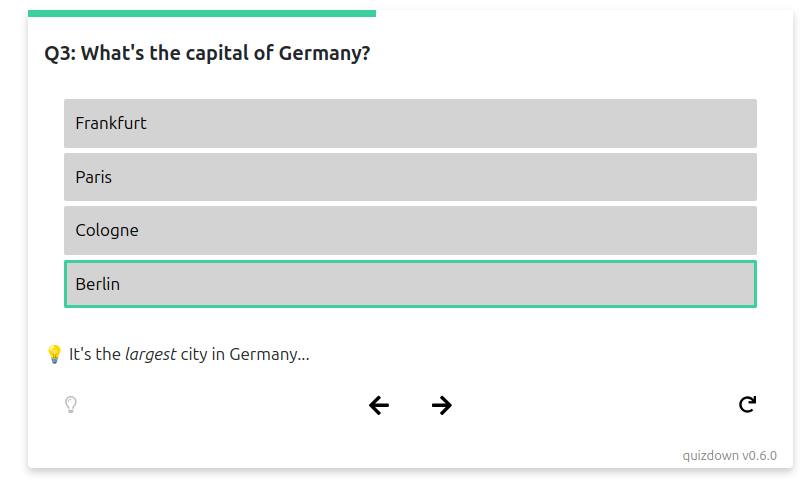 Q3: What's the capital of Germany?
Frankfurt
Paris
Cologne
Berlin
💡 It's the largest city in Germany...
quizdown v0.6.0